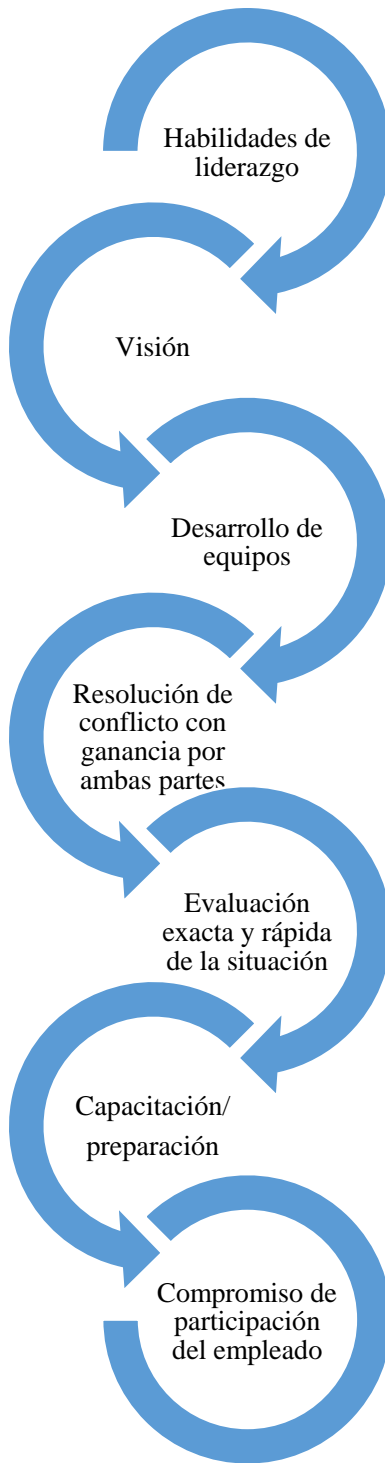 Habilidades de
liderazgo
Visión
Desarrollo de
equipos
Resolución de
conflicto con
ganancia por
ambas partes
Evaluación
exacta y rápida
de la situación
Capacitación/
preparación
Compromiso de
participación
del empleado